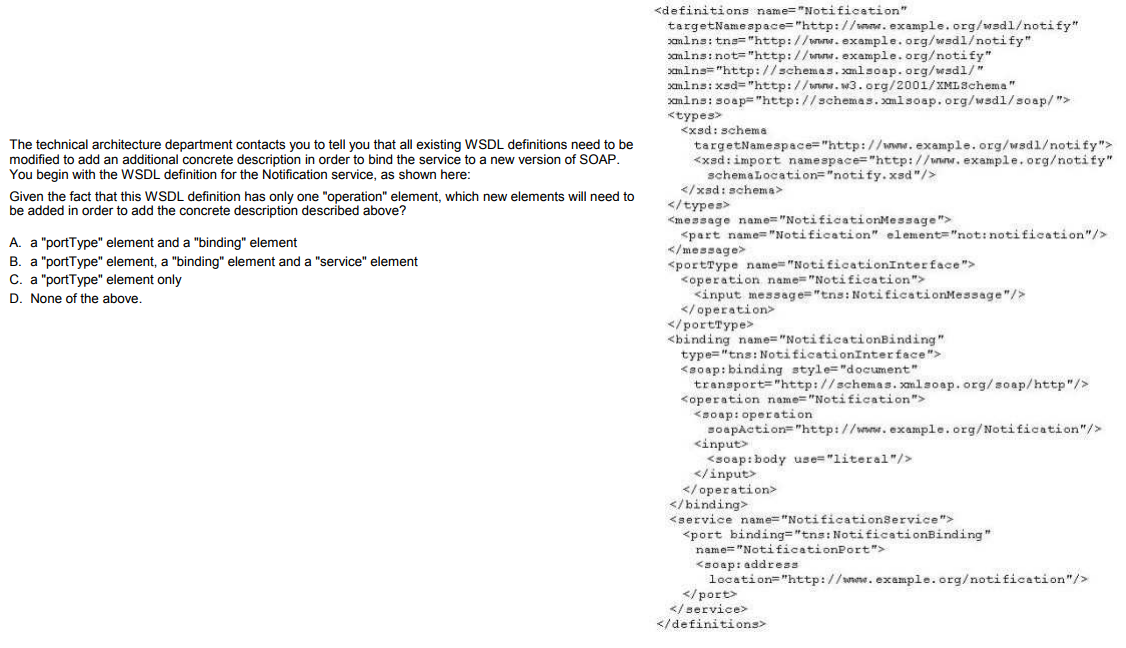 The technical architecture department contacts you to tell you that all existing WSDL definitions need to be
modified to add an additional concrete description in order to bind the service to a new version of SOAP.
You begin with the WSDL definition for the Notification service, as shown here:
Given the fact that this WSDL definition has only one "operation" element, which new elements will need to
be added in order to add the concrete description described above?
A. a "portType" element and a "binding" element
B. a "portType" element, a "binding" element and a "service" element
C. a "portType" element only
D. None of the above.
<definitions name="Notification"
targetNamespace="http://www.example.org/wsdl/notify"
xmlns:tns="http://www.example.org/wsdl/notify"
xmlns:not="http://www.example.org/notify"
xmlns="http://schemas.xmlsoap.org/wsdl/"
xmlns:xsd="http://www.w3.org/2001/XMLSchema"
xmlns:soap="http://schemas.xmlsoap.org/wsdl/soap/">
<types>
<xsd:schema
targetNamespace="http://www.example.org/wsdl/notify">
<xsd:import namespace="http://www.example.org/notify"
schemaLocation="notify.xsd"/>
</xsd:schema>
</types>
<message name="NotificationMessage">
<part name="Notification" element="not:notification"/>
</message>
<portType name="NotificationInterface">
<operation name="Notification">
<input message="tns:NotificationMessage"/>
</operation>
</portType>
<binding name="NotificationBinding"
type="tns:NotificationInterface">
<soap:binding style="document"
transport="http://schemas.xmlsoap.org/soap/http"/>
<operation name="Notification">
<soap:operation
soapAction="http://www.example.org/Notification"/>
<input>
<soap:body use="literal"/>
</input>
</operation>
</binding>
<service name="NotificationService">
<port binding="tns:NotificationBinding"
name="NotificationPort">
<soap:address
location="http://www.example.org/notification"/>
</port>
</service>
</definitions>